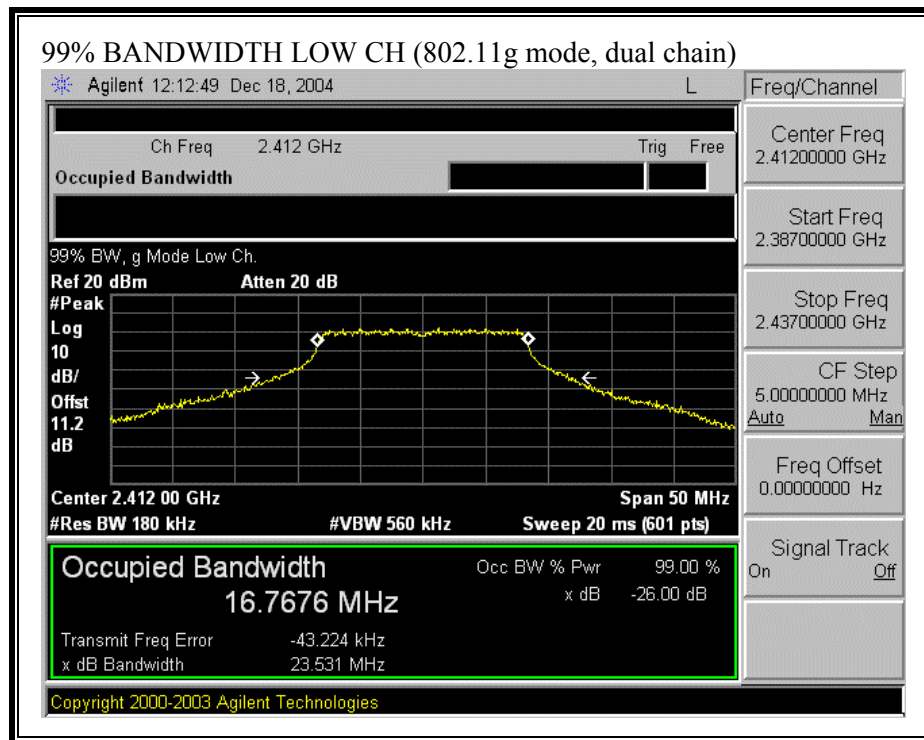 99% BANDWIDTH LOW CH (802.11g mode, dual chain)
Agilent 12:12:49 Dec 18, 2004 L
Freq/Channel
Ch Freq 2.412 GHz Trig Free
Occupied Bandwidth
Center Freq
2.41200000 GHz
Start Freq
2.38700000 GHz
Stop Freq
2.43700000 GHz
CF Step
5.00000000 MHz
Auto Man
Freq Offset
0.00000000 Hz
Signal Track
On Off
99% BW, g Mode Low Ch.
Ref 20 dBm Atten 20 dB
#Peak
Log
10
dB/
Offst
11.2
dB
Center 2.412 00 GHz Span 50 MHz
#Res BW 180 kHz #VBW 560 kHz Sweep 20 ms (601 pts)
Occupied Bandwidth
16.7676 MHz
Occ BW % Pwr 99.00 %
x dB -26.00 dB
Transmit Freq Error -43.224 kHz
x dB Bandwidth 23.531 MHz
Copyright 2000-2003 Agilent Technologies